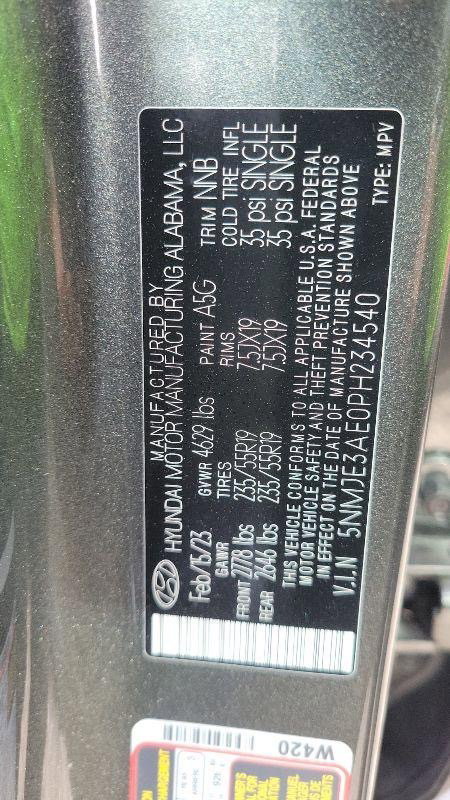 MANUFACTURED BY
HYUNDAI MOTOR MANUFACTURING ALABAMA, LLC
Feb/15/23 GVWR 4629 lbs PAINT A5G TRIM NNB
GAWR TIRES RIMS COLD TIRE INFL
FRONT 2778 lbs 235/55R19 7.5JX19 35 psi SINGLE
REAR 2646 lbs 235/55R19 7.5JX19 35 psi SINGLE
THIS VEHICLE CONFORMS TO ALL APPLICABLE U.S.A. FEDERAL
MOTOR VEHICLE SAFETY AND THEFT PREVENTION STANDARDS
IN EFFECT ON THE DATE OF MANUFACTURE SHOWN ABOVE
V.I.N 5NMJE3AE0PH234540 TYPE: MPV
W420
CHARGEMENT